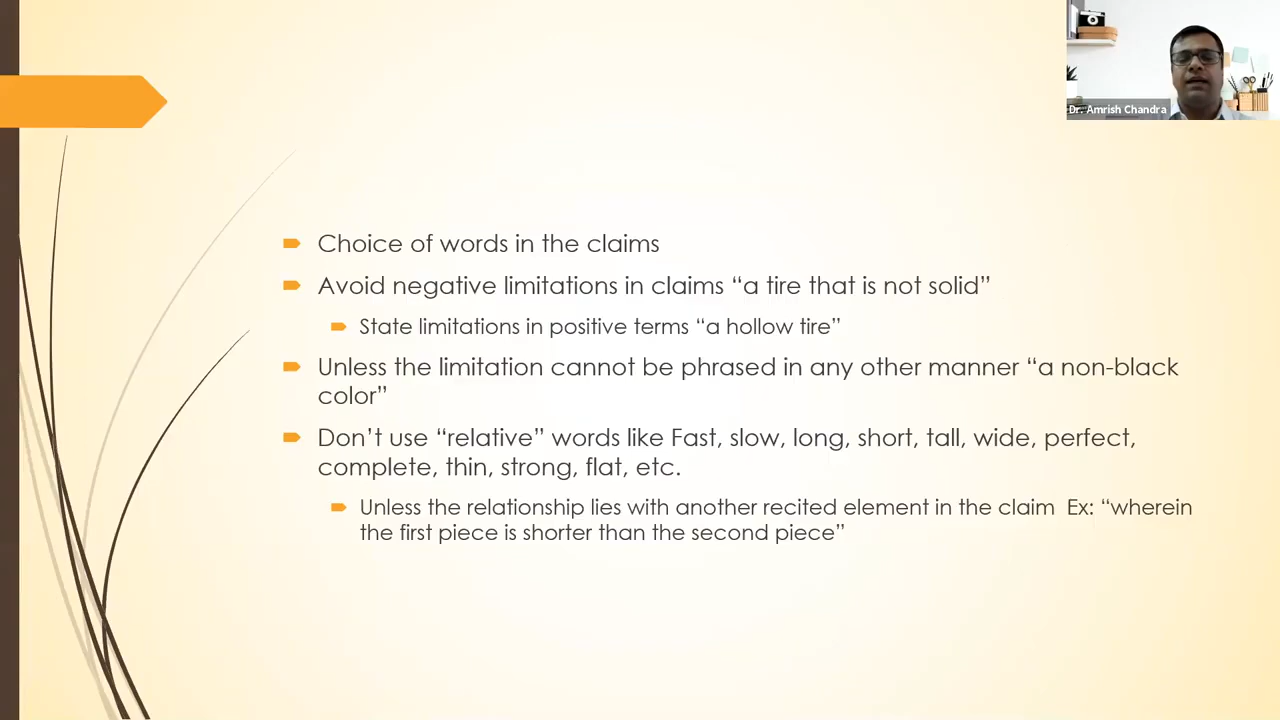 Dr. Amrish Chandra
Choice of words in the claims
Avoid negative limitations in claims “a tire that is not solid”
State limitations in positive terms “a hollow tire”
Unless the limitation cannot be phrased in any other manner “a non-black
color”
Don’t use “relative” words like Fast, slow, long, short, tall, wide, perfect,
complete, thin, strong, flat, etc.
Unless the relationship lies with another recited element in the claim  Ex: “wherein
the first piece is shorter than the second piece”